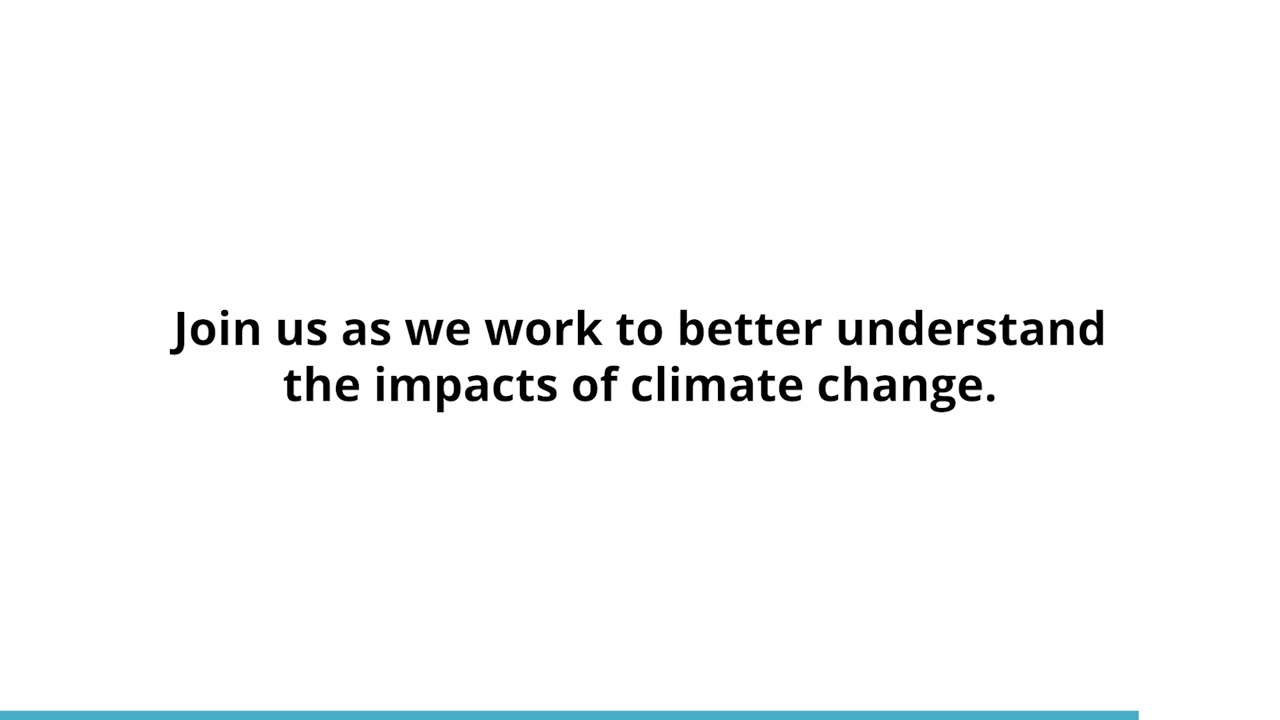 Join us as we work to better understand
the impacts of climate change.